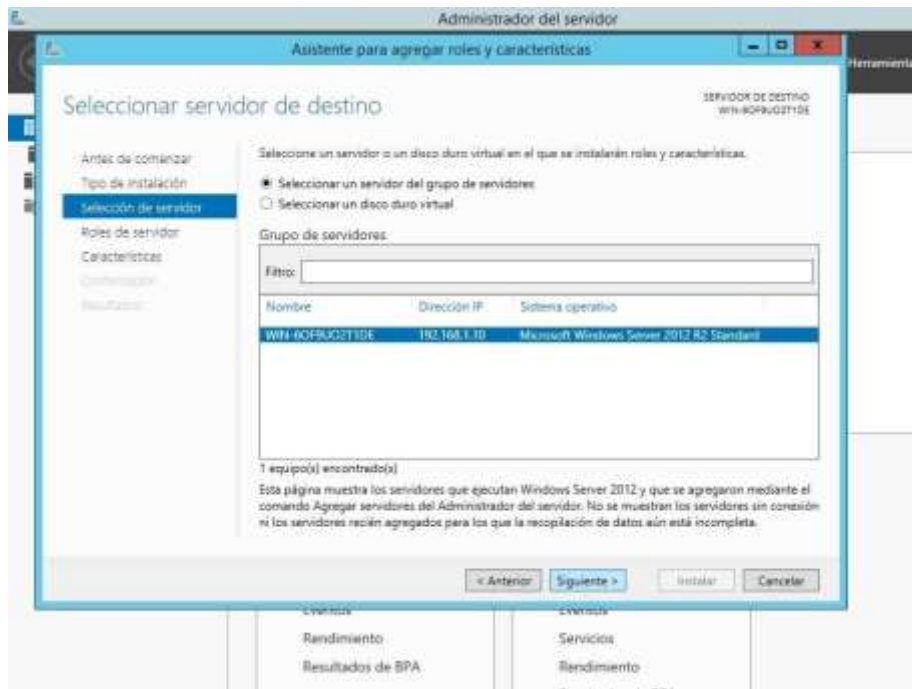 Administrador del servidor
Asistente para agregar roles y características
Herramienta
Seleccionar servidor de destino
SERVIDOR DE DESTINO
WIN-6OF9UO2T1DE
Antes de comenzar
Tipo de instalación
Selección de servidor
Roles de servidor
Características
Confirmación
Resultados
Seleccione un servidor o un disco duro virtual en el que se instalarán roles y características.
Seleccionar un servidor del grupo de servidores
Seleccionar un disco duro virtual
Grupo de servidores
Filtro:
Nombre Dirección IP Sistema operativo
WIN-6OF9UO2T1DE 192.168.1.10 Microsoft Windows Server 2012 R2 Standard
1 equipo(s) encontrado(s)
Esta página muestra los servidores que ejecutan Windows Server 2012 y que se agregaron mediante el
comando Agregar servidores del Administrador del servidor. No se muestran los servidores sin conexión
ni los servidores recién agregados para los que la recopilación de datos aún está incompleta.
< Anterior Siguiente > Instalar Cancelar
Eventos Eventos
Rendimiento Servicios
Resultados de BPA Rendimiento